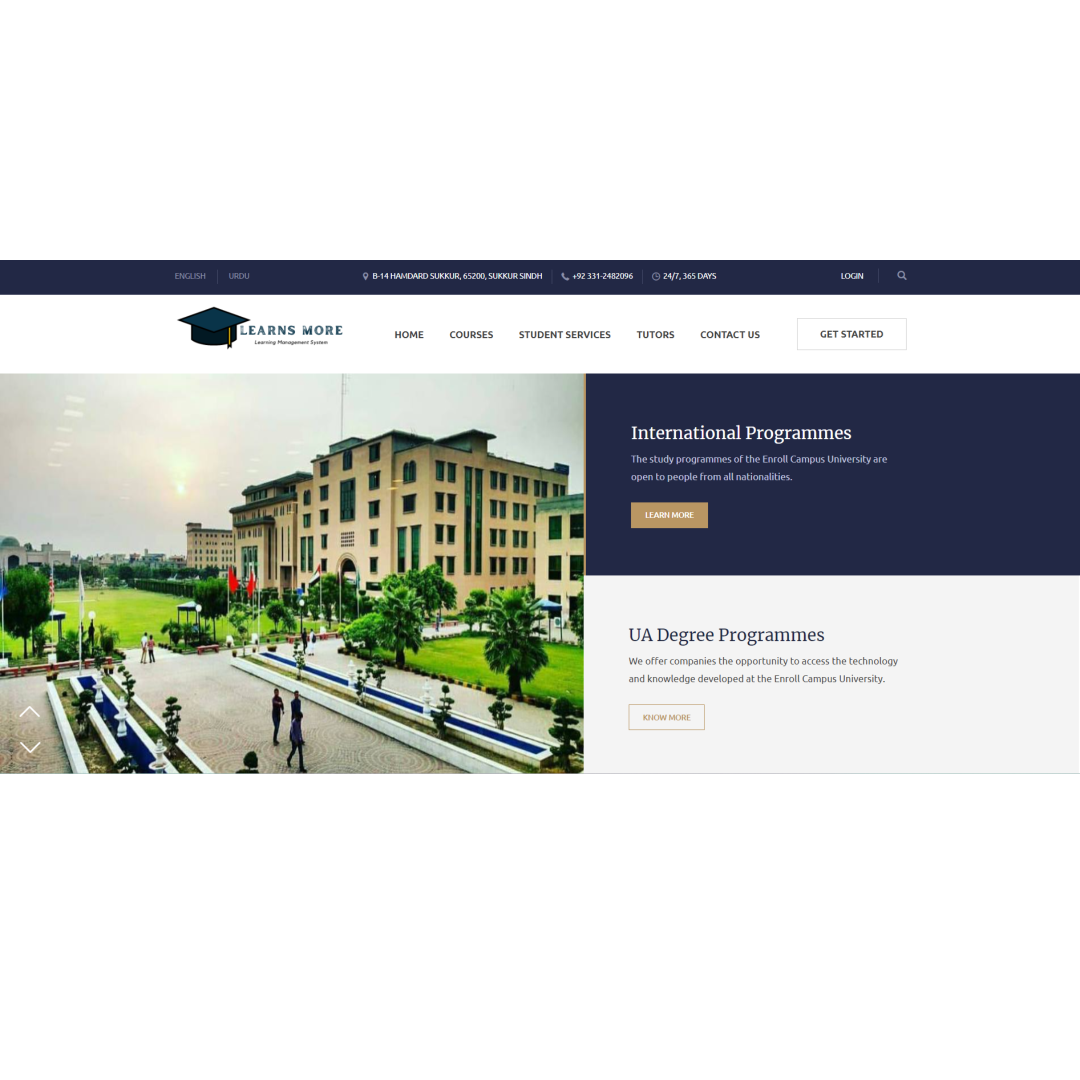 ENGLISH URDU B-14 HAMDARD SUKKUR, 65200, SUKKUR SINDH +92 331-2482096 24/7, 365 DAYS LOGIN
LEARNS MORE
Learning Management System
HOME COURSES STUDENT SERVICES TUTORS CONTACT US GET STARTED
International Programmes
The study programmes of the Enroll Campus University are
open to people from all nationalities.
LEARN MORE
UA Degree Programmes
We offer companies the opportunity to access the technology
and knowledge developed at the Enroll Campus University.
KNOW MORE